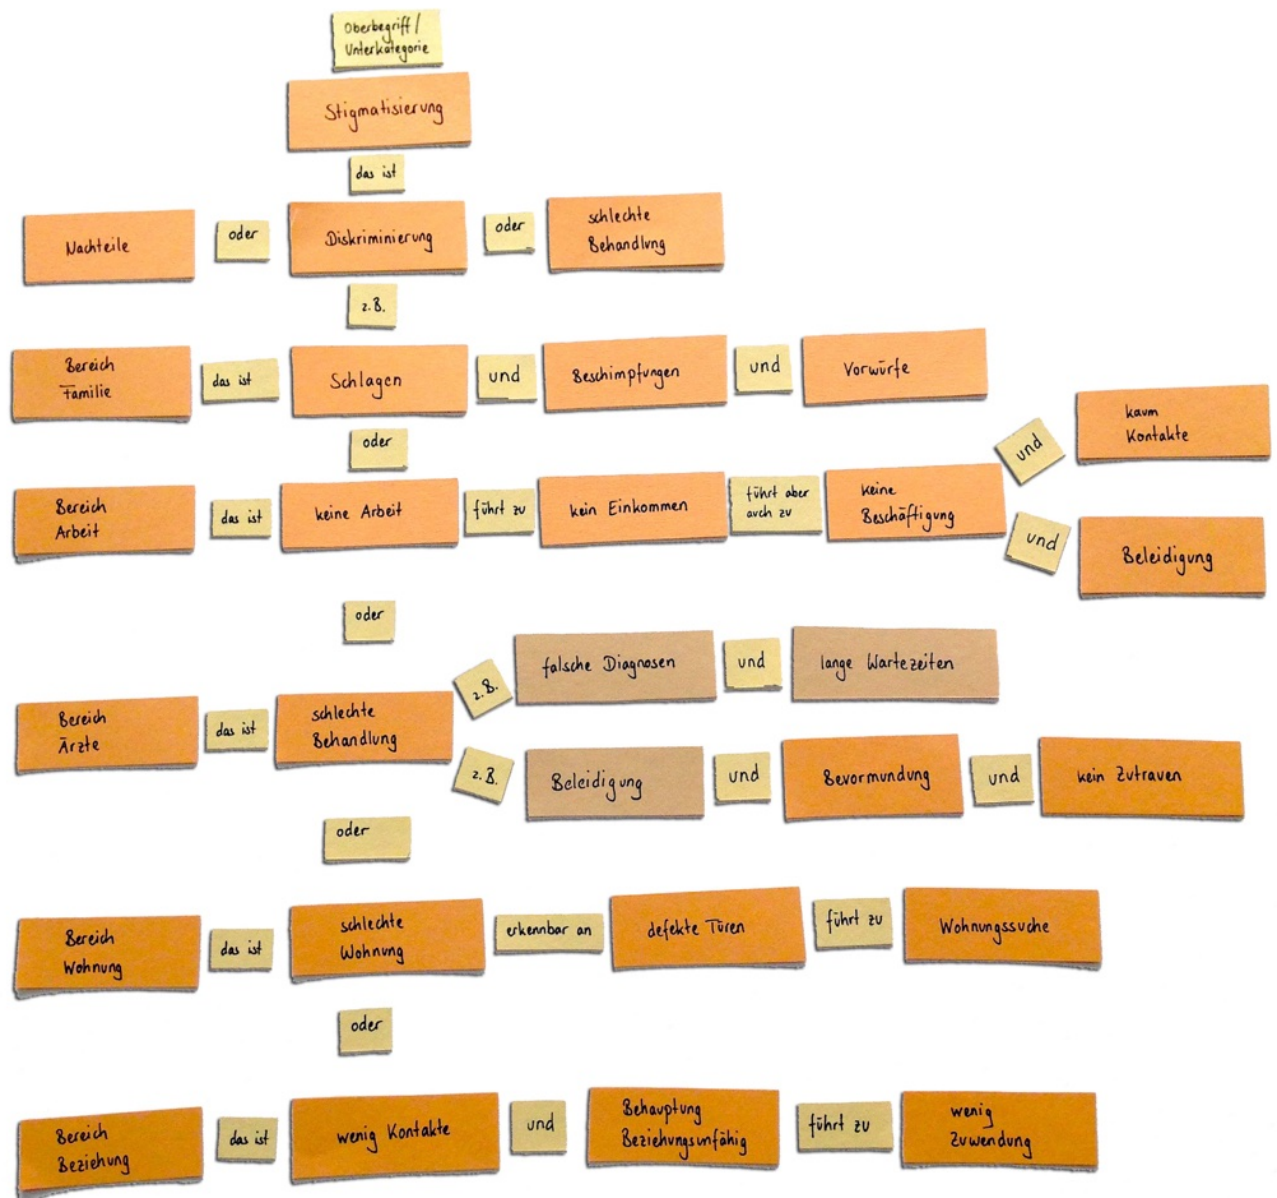 Oberbegriff/
Unterkategorie
Stigmatisierung
das ist
Nachteile
oder
Diskriminierung
oder
schlechte
Behandlung
z.B.
Bereich
Familie
das ist
Schlagen
und
Beschimpfungen
und
Vorwürfe
oder
Bereich
Arbeit
das ist
keine Arbeit
führt zu
kein Einkommen
führt aber
auch zu
keine
Beschäftigung
und
kaum
Kontakte
und
Beleidigung
oder
Bereich
Ärzte
das ist
schlechte
Behandlung
z.B.
falsche Diagnosen
und
lange Wartezeiten
z.B.
Beleidigung
und
Bevormundung
und
kein Zutrauen
oder
Bereich
Wohnung
das ist
schlechte
Wohnung
erkennbar an
defekte Türen
führt zu
Wohnungssuche
oder
Bereich
Beziehung
das ist
wenig Kontakte
und
Behauptung
Beziehungsunfähig
führt zu
wenig
Zuwendung